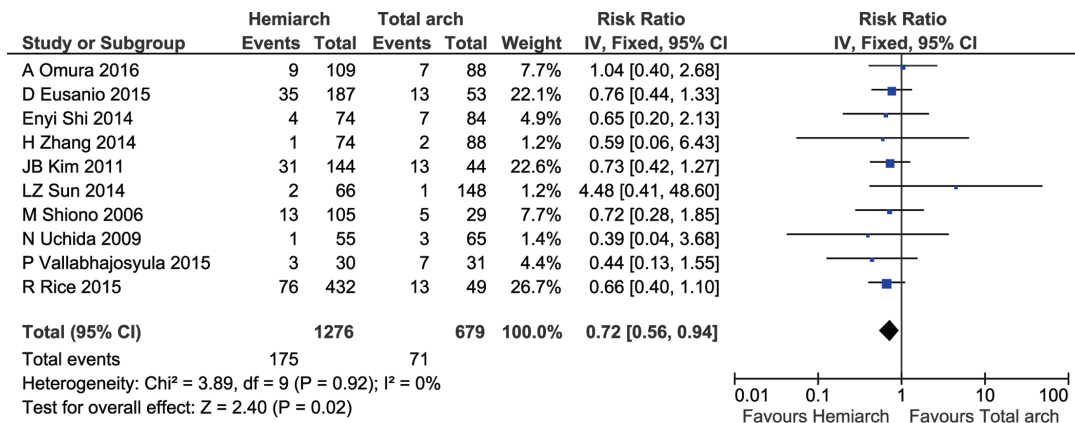 Hemiarch Total arch Risk Ratio Risk Ratio
Study or Subgroup Events Total Events Total Weight IV, Fixed, 95% CI IV, Fixed, 95% CI
A Omura 2016 9 109 7 88 7.7% 1.04 [0.40, 2.68]
D Eusanio 2015 35 187 13 53 22.1% 0.76 [0.44, 1.33]
Enyi Shi 2014 4 74 7 84 4.9% 0.65 [0.20, 2.13]
H Zhang 2014 1 74 2 88 1.2% 0.59 [0.06, 6.43]
JB Kim 2011 31 144 13 44 22.6% 0.73 [0.42, 1.27]
LZ Sun 2014 2 66 1 148 1.2% 4.48 [0.41, 48.60]
M Shiono 2006 13 105 5 29 7.7% 0.72 [0.28, 1.85]
N Uchida 2009 1 55 3 65 1.4% 0.39 [0.04, 3.68]
P Vallabhajosyula 2015 3 30 7 31 4.4% 0.44 [0.13, 1.55]
R Rice 2015 76 432 13 49 26.7% 0.66 [0.40, 1.10]
Total (95% CI) 1276 679 100.0% 0.72 [0.56, 0.94]
Total events 175 71
Heterogeneity: Chi² = 3.89, df = 9 (P = 0.92); I² = 0%
Test for overall effect: Z = 2.40 (P = 0.02)
0.01 0.1 1 10 100
Favours Hemiarch Favours Total arch